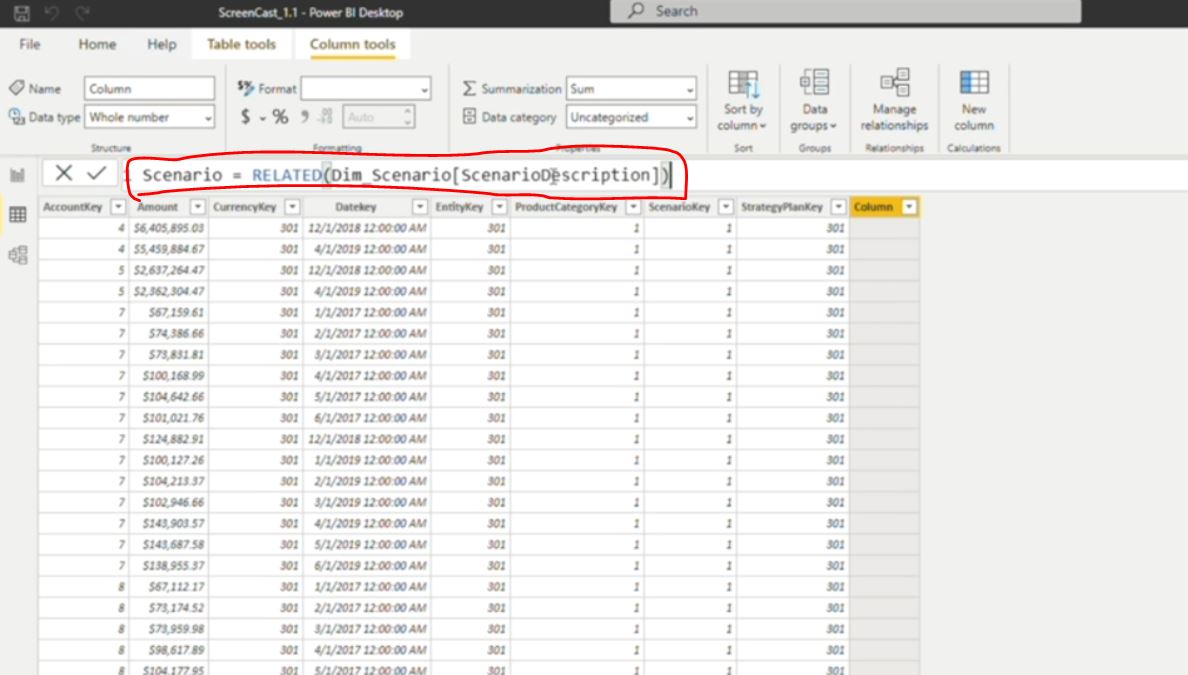 ScreenCast_1.1 - Power BI Desktop
Search
File Home Help Table tools Column tools
Name Column
Data type Whole number
Structure
Format
$ % Auto
Formatting
Summarization Sum
Data category Uncategorized
Properties
Sort by column
Sort
Data groups
Groups
Manage relationships
Relationships
New column
Calculations
Scenario = RELATED(Dim_Scenario[ScenarioDescription])
AccountKey Amount CurrencyKey Datekey EntityKey ProductCategoryKey ScenarioKey StrategyPlanKey Column
4 $6,405,895.03 301 12/1/2018 12:00:00 AM 301 1 1 301
4 $5,459,884.67 301 4/1/2019 12:00:00 AM 301 1 1 301
5 $2,637,264.47 301 12/1/2018 12:00:00 AM 301 1 1 301
5 $2,362,304.47 301 4/1/2019 12:00:00 AM 301 1 1 301
7 $67,159.61 301 1/1/2017 12:00:00 AM 301 1 1 301
7 $74,386.66 301 2/1/2017 12:00:00 AM 301 1 1 301
7 $73,831.81 301 3/1/2017 12:00:00 AM 301 1 1 301
7 $100,168.99 301 4/1/2017 12:00:00 AM 301 1 1 301
7 $104,642.66 301 5/1/2017 12:00:00 AM 301 1 1 301
7 $101,021.76 301 6/1/2017 12:00:00 AM 301 1 1 301
7 $124,882.91 301 12/1/2018 12:00:00 AM 301 1 1 301
7 $100,127.26 301 1/1/2019 12:00:00 AM 301 1 1 301
7 $104,213.37 301 2/1/2019 12:00:00 AM 301 1 1 301
7 $102,946.66 301 3/1/2019 12:00:00 AM 301 1 1 301
7 $143,903.57 301 4/1/2019 12:00:00 AM 301 1 1 301
7 $143,687.58 301 5/1/2019 12:00:00 AM 301 1 1 301
7 $138,955.37 301 6/1/2019 12:00:00 AM 301 1 1 301
8 $67,112.17 301 1/1/2017 12:00:00 AM 301 1 1 301
8 $73,174.52 301 2/1/2017 12:00:00 AM 301 1 1 301
8 $73,959.98 301 3/1/2017 12:00:00 AM 301 1 1 301
8 $98,617.89 301 4/1/2017 12:00:00 AM 301 1 1 301
8 $104,177.95 301 5/1/2017 12:00:00 AM 301 1 1 301